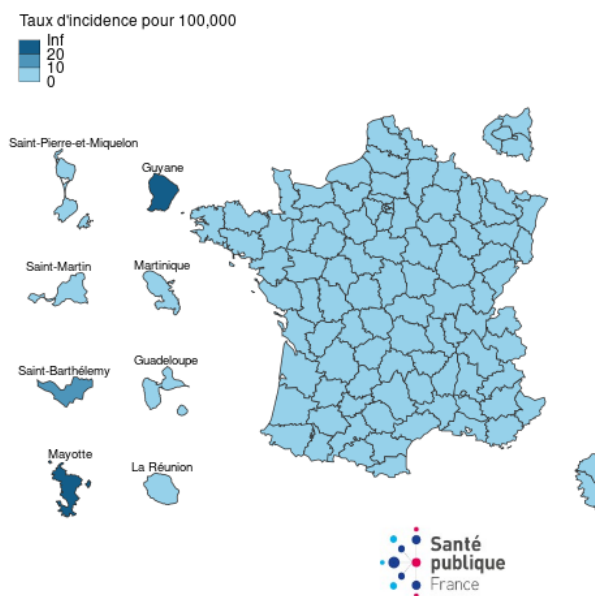 Taux d'incidence pour 100,000
Inf
20
10
0
Saint-Pierre-et-Miquelon
Guyane
Saint-Martin
Martinique
Saint-Barthélemy
Guadeloupe
Mayotte
La Réunion
Santé
publique
France